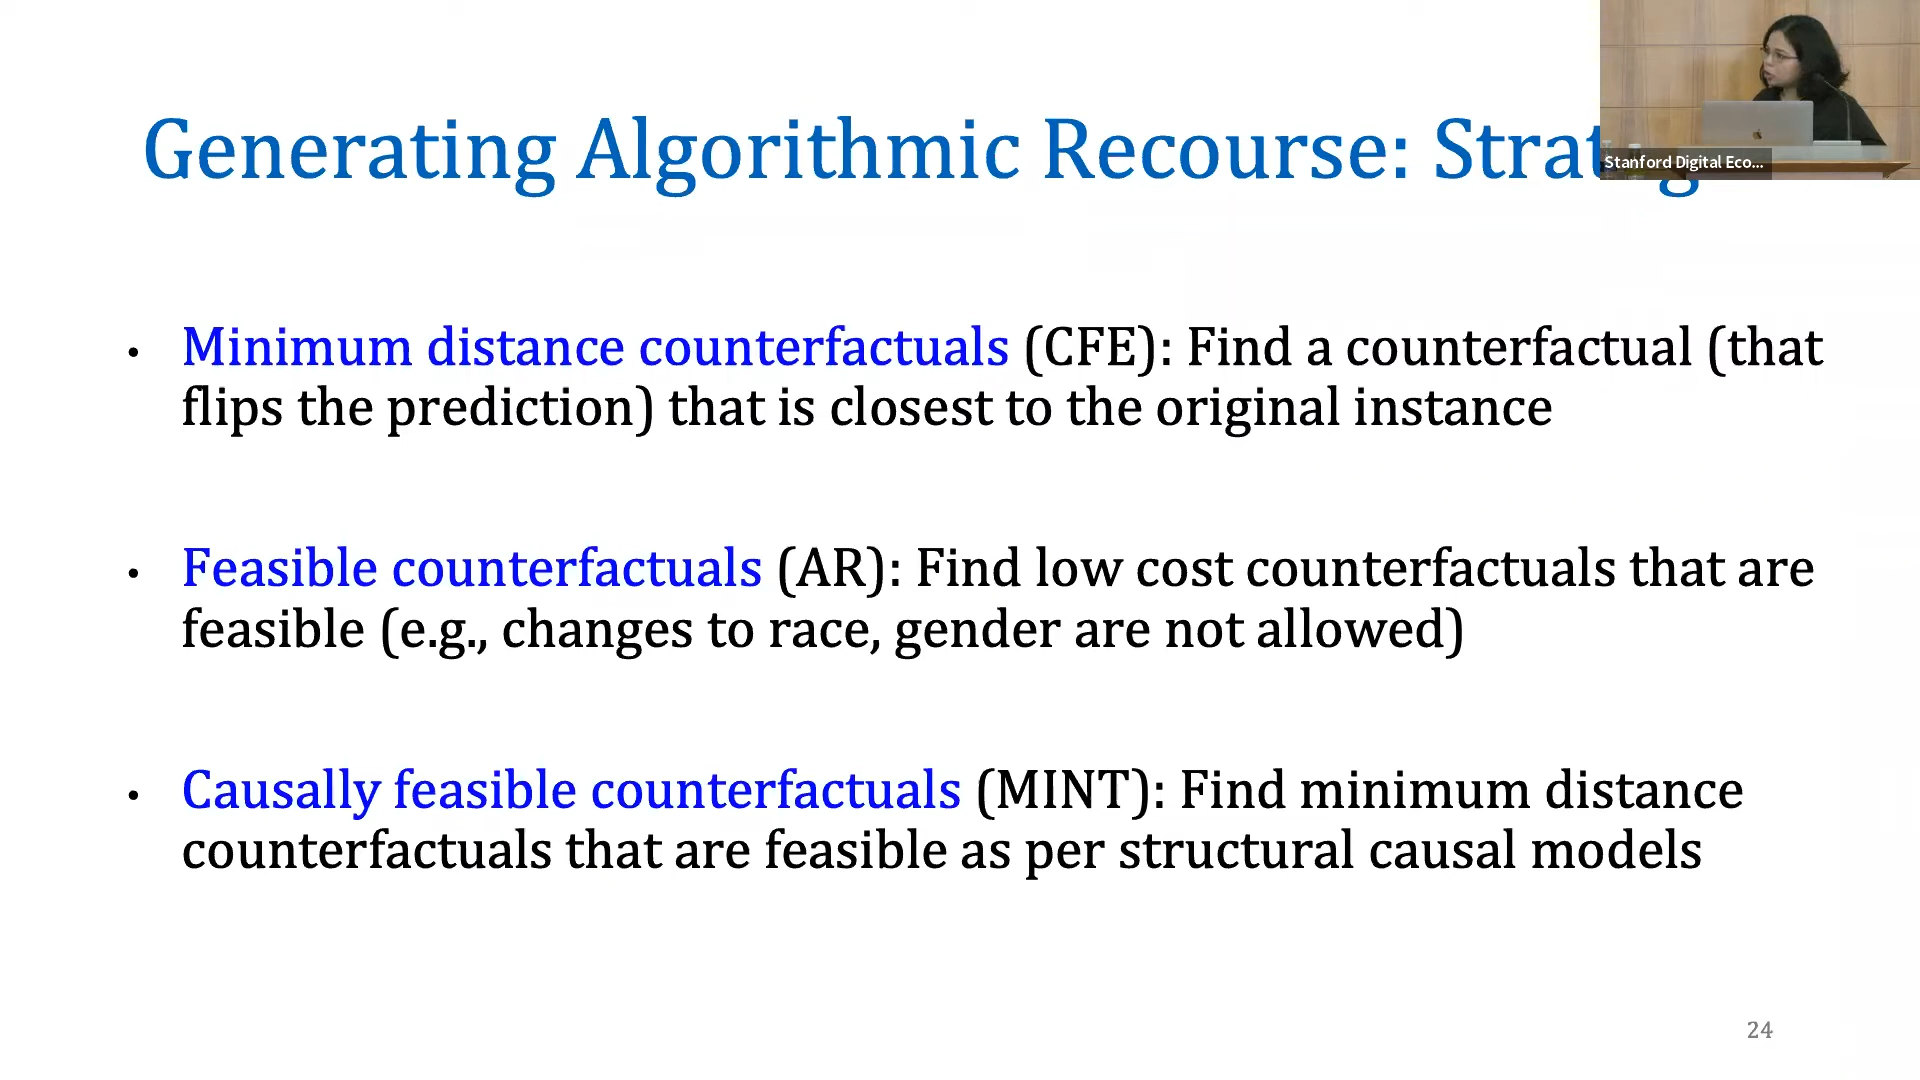 Generating Algorithmic Recourse:
Stanford Digital Eco...
• Minimum distance counterfactuals (CFE): Find a counterfactual (that
flips the prediction) that is closest to the original instance
• Feasible counterfactuals (AR): Find low cost counterfactuals that are
feasible (e.g., changes to race, gender are not allowed)
• Causally feasible counterfactuals (MINT): Find minimum distance
counterfactuals that are feasible as per structural causal models
24